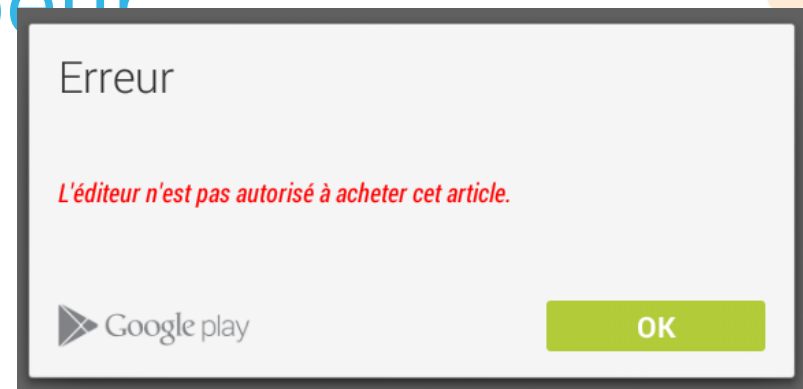 Erreur
L'éditeur n'est pas autorisé à acheter cet article.
Google play
OK